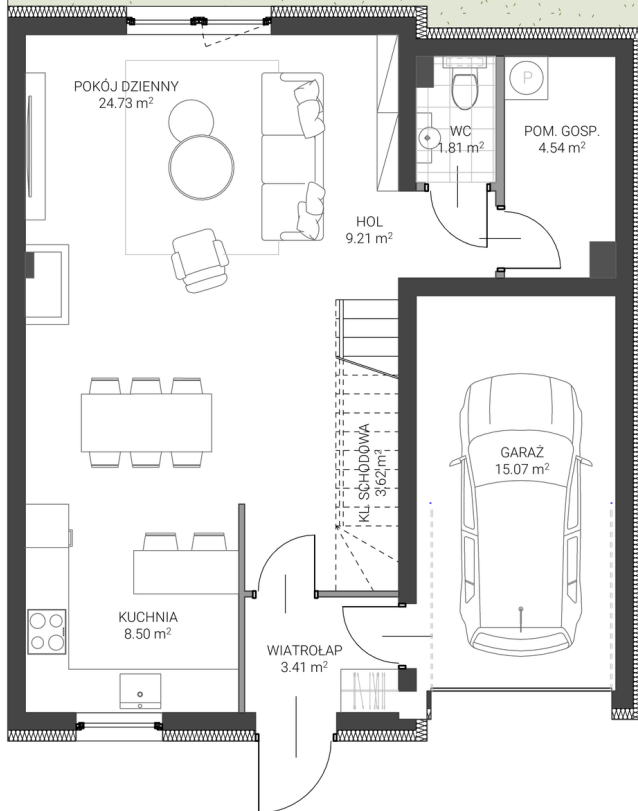 POKÓJ DZIENNY
24.73 m²
WC
1.81 m²
P
POM. GOSP.
4.54 m²
HOL
9.21 m²
KL. SCHODOWA
3.62 m²
GARAŻ
15.07 m²
KUCHNIA
8.50 m²
WIATROŁAP
3.41 m²